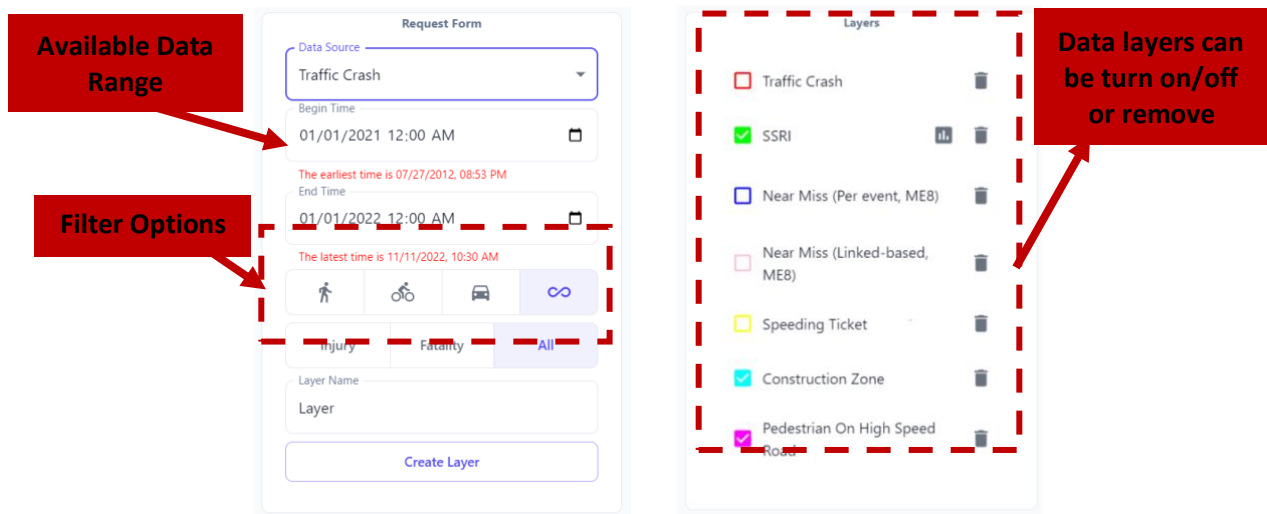 Available Data
Range
Filter Options
Request Form
Data Source
Traffic Crash
Begin Time
01/01/2021 12:00 AM
The earliest time is 07/27/2012, 08:53 PM
End Time
01/01/2022 12:00 AM
The latest time is 11/11/2022, 10:30 AM
Injury Fatality All
Layer Name
Layer
Create Layer
Layers
Traffic Crash
SSRI
Near Miss (Per event, ME8)
Near Miss (Linked-based,
ME8)
Speeding Ticket
Construction Zone
Pedestrian On High Speed
Road
Data layers can
be turn on/off
or remove